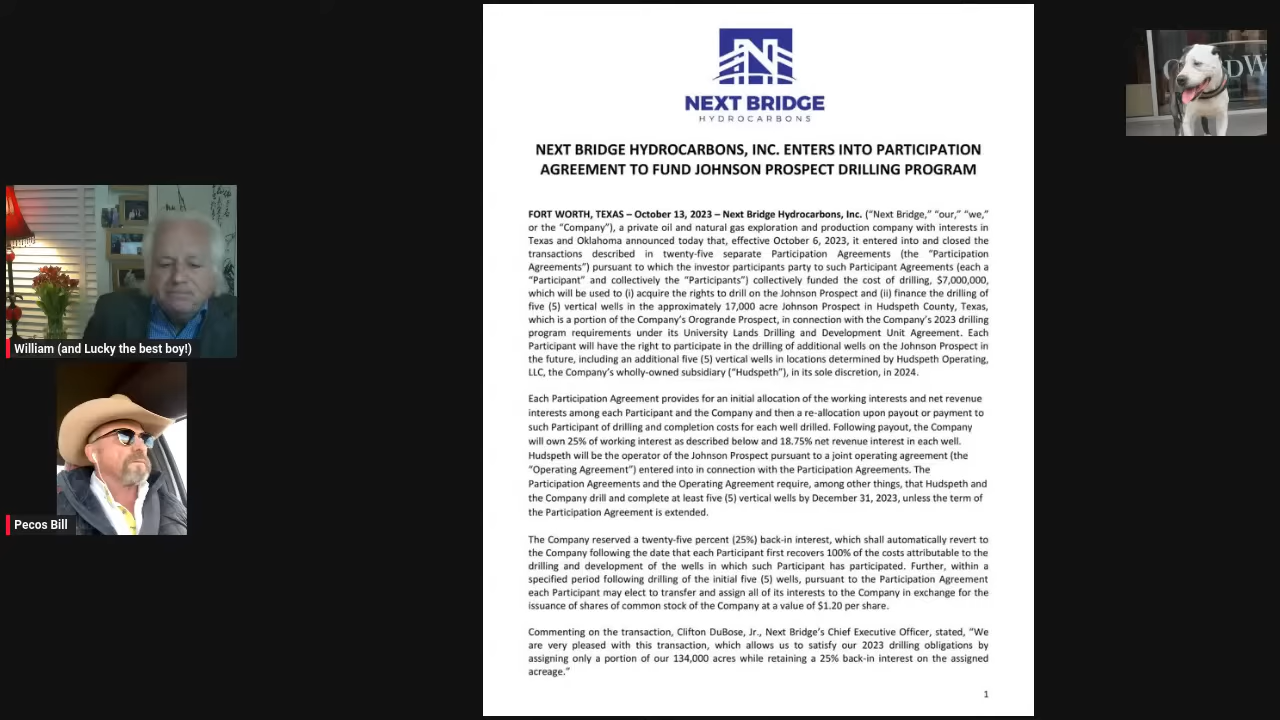 NEXT BRIDGE
HYDROCARBONS
NEXT BRIDGE HYDROCARBONS, INC. ENTERS INTO PARTICIPATION
AGREEMENT TO FUND JOHNSON PROSPECT DRILLING PROGRAM
FORT WORTH, TEXAS – October 13, 2023 – Next Bridge Hydrocarbons, Inc. (“Next Bridge,” “our,” “we,”
or the “Company”), a private oil and natural gas exploration and production company with interests in
Texas and Oklahoma announced today that, effective October 6, 2023, it entered into and closed the
transactions described in twenty-five separate Participation Agreements (the “Participation
Agreements”) pursuant to which the investor participants party to such Participant Agreements (each a
“Participant” and collectively the “Participants”) collectively funded the cost of drilling, $7,000,000,
which will be used to (i) acquire the rights to drill on the Johnson Prospect and (ii) finance the drilling of
five (5) vertical wells in the approximately 17,000 acre Johnson Prospect in Hudspeth County, Texas,
which is a portion of the Company’s Orogrande Prospect, in connection with the Company’s 2023 drilling
program requirements under its University Lands Drilling and Development Unit Agreement. Each
Participant will have the right to participate in the drilling of additional wells on the Johnson Prospect in
the future, including an additional five (5) vertical wells in locations determined by Hudspeth Operating,
LLC, the Company’s wholly-owned subsidiary (“Hudspeth”), in its sole discretion, in 2024.
Each Participation Agreement provides for an initial allocation of the working interests and net revenue
interests among each Participant and the Company and then a re-allocation upon payout or payment to
such Participant of drilling and completion costs for each well drilled. Following payout, the Company
will own 25% of working interest as described below and 18.75% net revenue interest in each well.
Hudspeth will be the operator of the Johnson Prospect pursuant to a joint operating agreement (the
“Operating Agreement”) entered into in connection with the Participation Agreements. The
Participation Agreements and the Operating Agreement require, among other things, that Hudspeth and
the Company drill and complete at least five (5) vertical wells by December 31, 2023, unless the term of
the Participation Agreement is extended.
The Company reserved a twenty-five percent (25%) back-in interest, which shall automatically revert to
the Company following the date that each Participant first recovers 100% of the costs attributable to the
drilling and development of the wells in which such Participant has participated. Further, within a
specified period following drilling of the initial five (5) wells, pursuant to the Participation Agreement
each Participant may elect to transfer and assign all of its interests to the Company in exchange for the
issuance of shares of common stock of the Company at a value of $1.20 per share.
Commenting on the transaction, Clifton DuBose, Jr., Next Bridge’s Chief Executive Officer, stated, “We
are very pleased with this transaction, which allows us to satisfy our 2023 drilling obligations by
assigning only a portion of our 134,000 acres while retaining a 25% back-in interest on the assigned
acreage.”
1
William (and Lucky the best boy!)
Pecos Bill